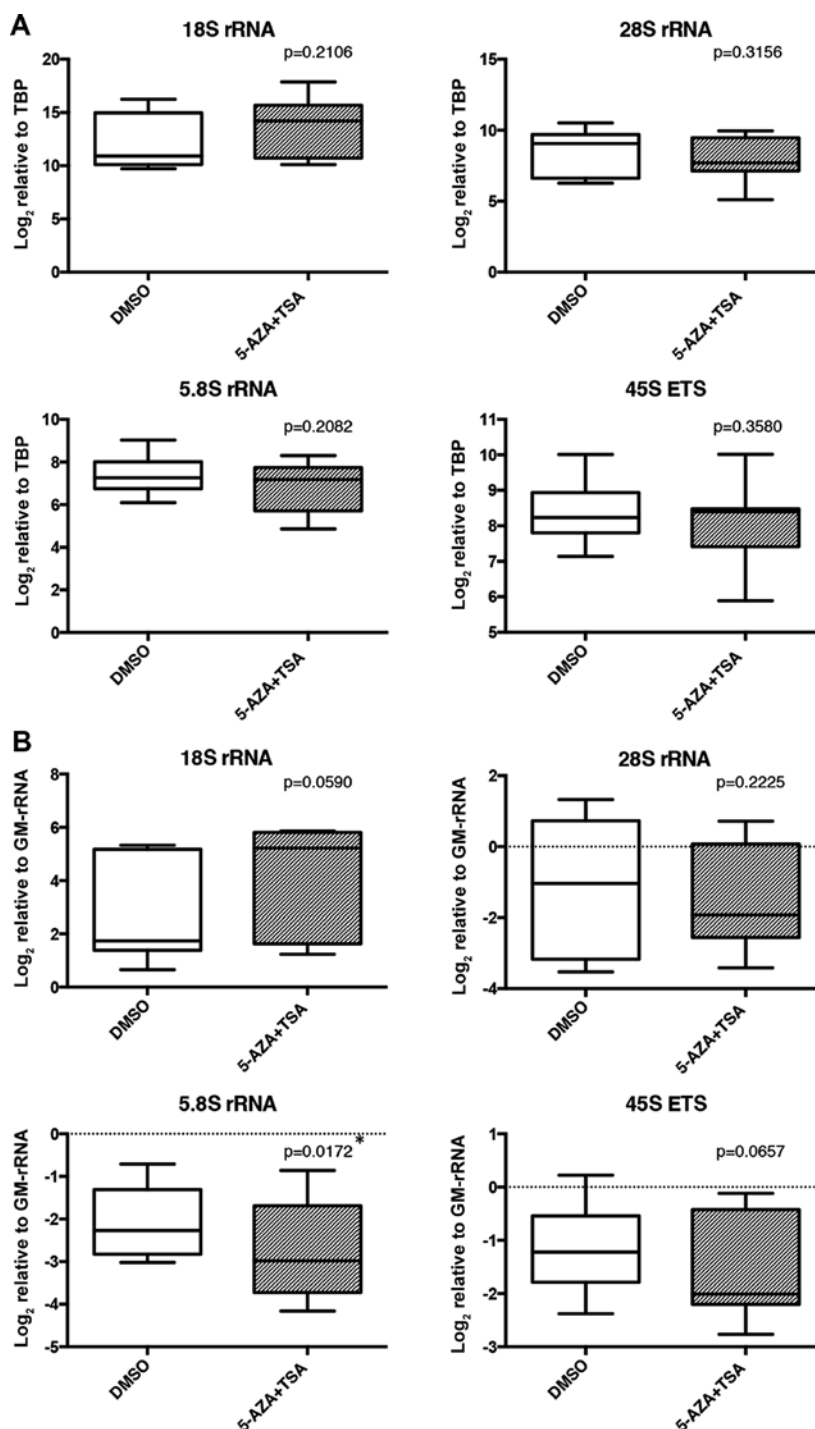 A
18S rRNA
p=0.2106
Log₂ relative to TBP
20
15
10
5
0
DMSO
5-AZA+TSA
28S rRNA
p=0.3156
Log₂ relative to TBP
15
10
5
0
DMSO
5-AZA+TSA
5.8S rRNA
p=0.2082
Log₂ relative to TBP
10
8
6
4
2
0
DMSO
5-AZA+TSA
45S ETS
p=0.3580
Log₂ relative to TBP
11
10
9
8
7
6
5
DMSO
5-AZA+TSA
B
18S rRNA
p=0.0590
Log₂ relative to GM-rRNA
8
6
4
2
0
DMSO
5-AZA+TSA
28S rRNA
p=0.2225
Log₂ relative to GM-rRNA
2
0
-2
-4
DMSO
5-AZA+TSA
5.8S rRNA
p=0.0172 *
Log₂ relative to GM-rRNA
0
-1
-2
-3
-4
-5
DMSO
5-AZA+TSA
45S ETS
p=0.0657
Log₂ relative to GM-rRNA
1
0
-1
-2
-3
DMSO
5-AZA+TSA